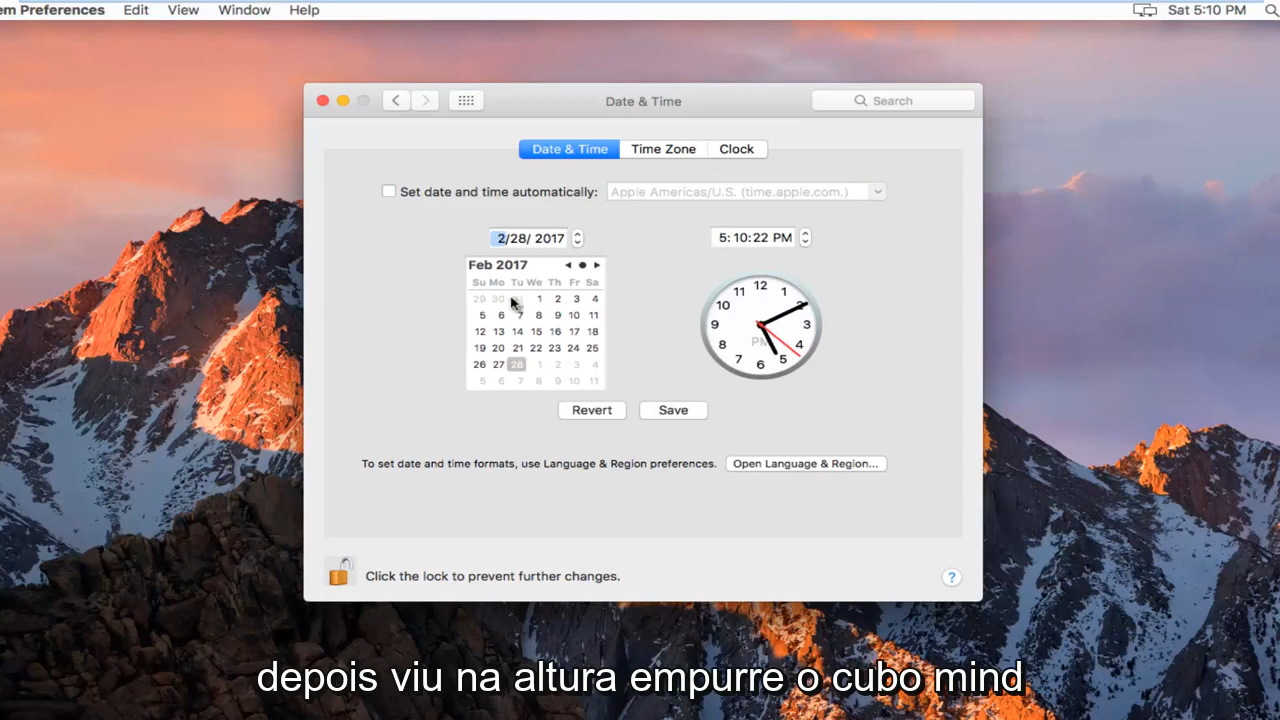 em Preferences Edit View Window Help Sat 5:10 PM
Date & Time Search
Date & Time Time Zone Clock
Set date and time automatically: Apple Americas/U.S. (time.apple.com.)
2/28/ 2017 5:10:22 PM
Feb 2017
Su Mo Tu We Th Fr Sa
29 30 1 2 3 4
5 6 7 8 9 10 11
12 13 14 15 16 17 18
19 20 21 22 23 24 25
26 27 28 1 2 3 4
5 6 7 8 9 10 11
12 1 2 3 4 5 6 7 8 9 10 11
PM
Revert Save
To set date and time formats, use Language & Region preferences. Open Language & Region...
Click the lock to prevent further changes. ?
depois viu na altura empurre o cubo mind